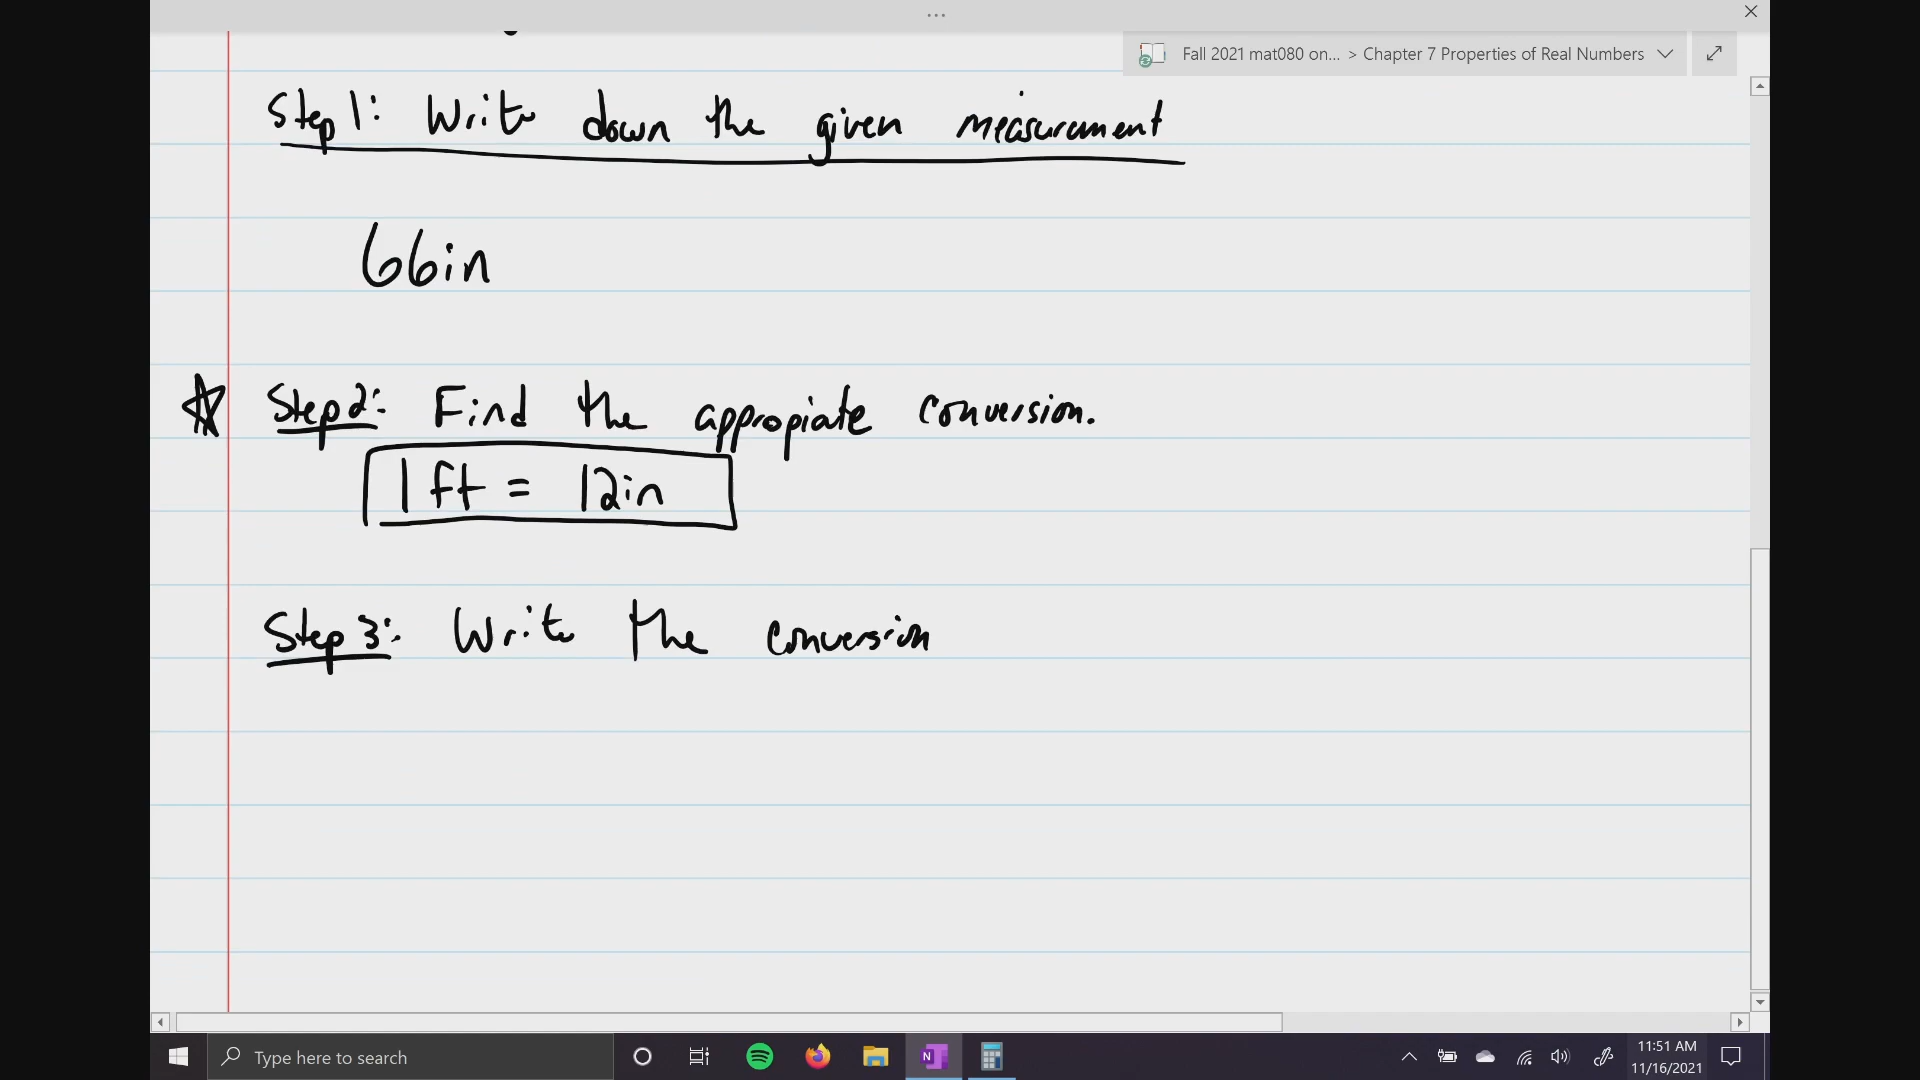 ...
Fall 2021 mat080 on... > Chapter 7 Properties of Real Numbers
Step 1: Write down the given measurement
66in
Step 2: Find the appropiate conversion.
1 ft = 12in
Step 3: Write the conversion
Type here to search
N
11:51 AM
11/16/2021